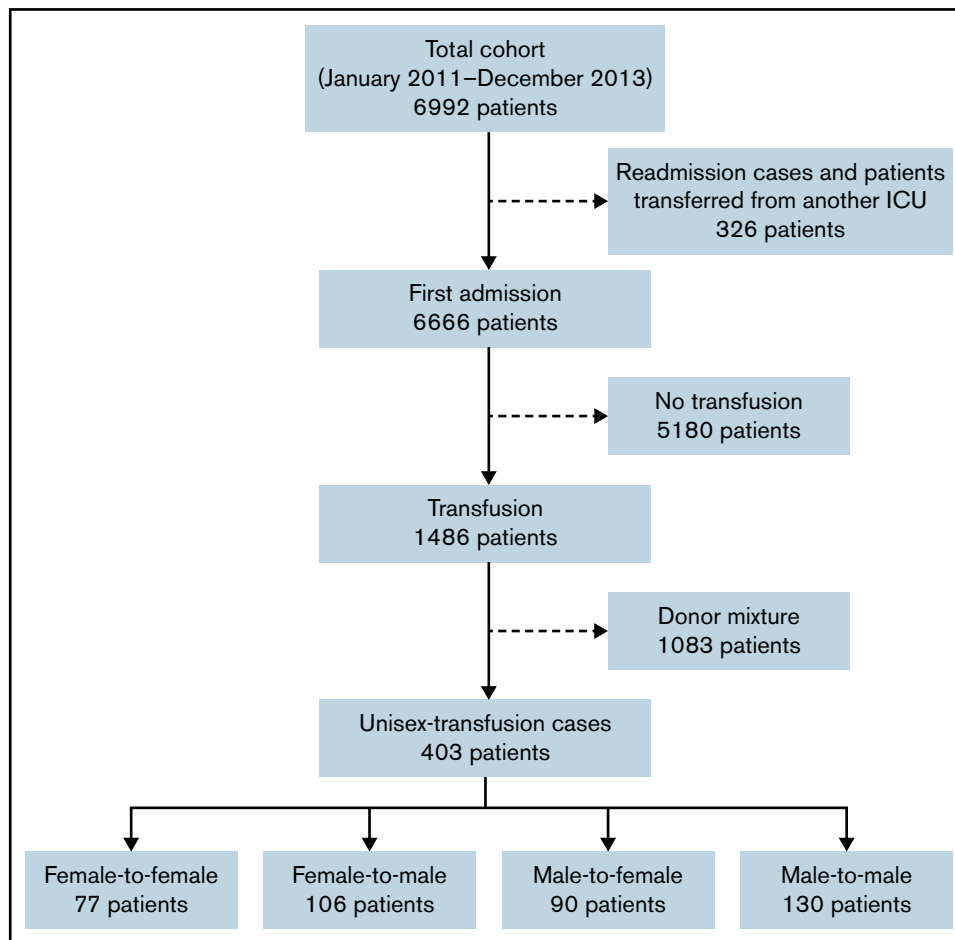 Total cohort
(January 2011–December 2013)
6992 patients
Readmission cases and patients
transferred from another ICU
326 patients
First admission
6666 patients
No transfusion
5180 patients
Transfusion
1486 patients
Donor mixture
1083 patients
Unisex-transfusion cases
403 patients
Female-to-female
77 patients
Female-to-male
106 patients
Male-to-female
90 patients
Male-to-male
130 patients